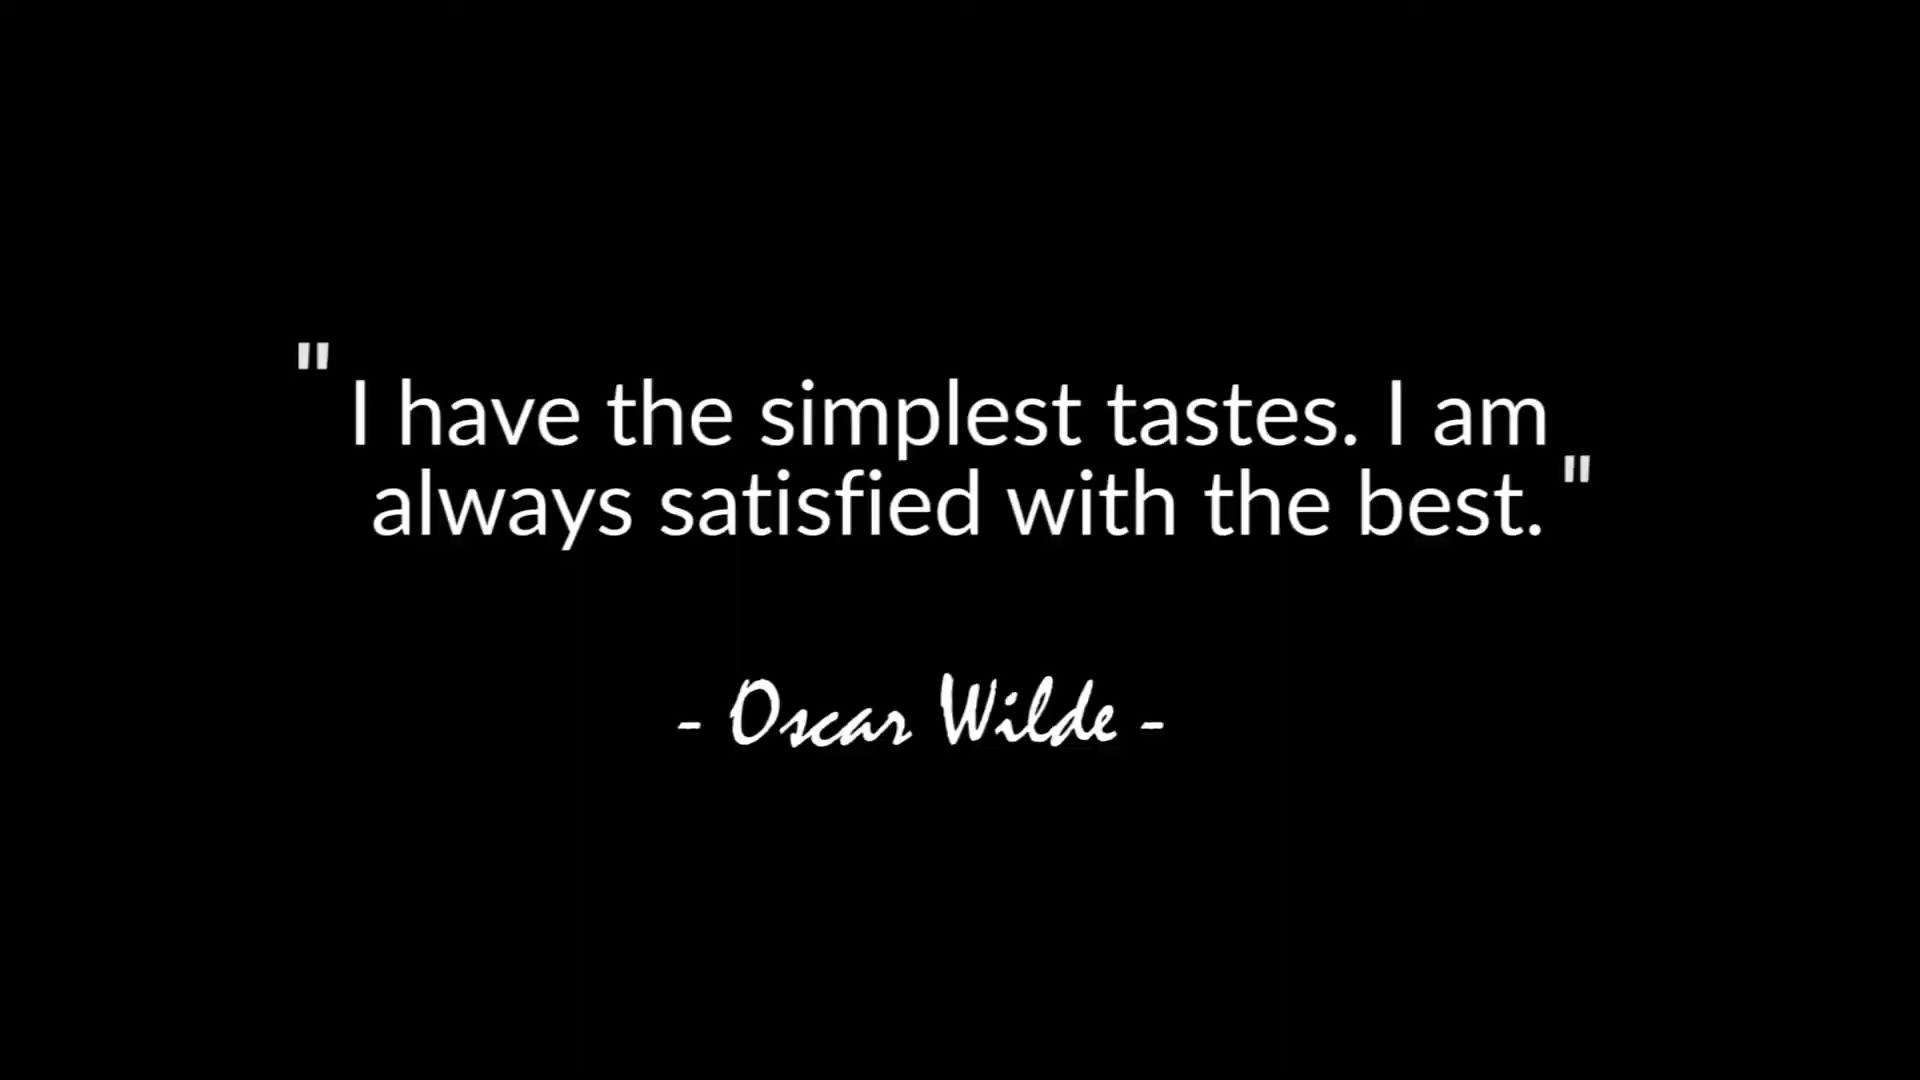 "I have the simplest tastes. I am
always satisfied with the best."
- Oscar Wilde -